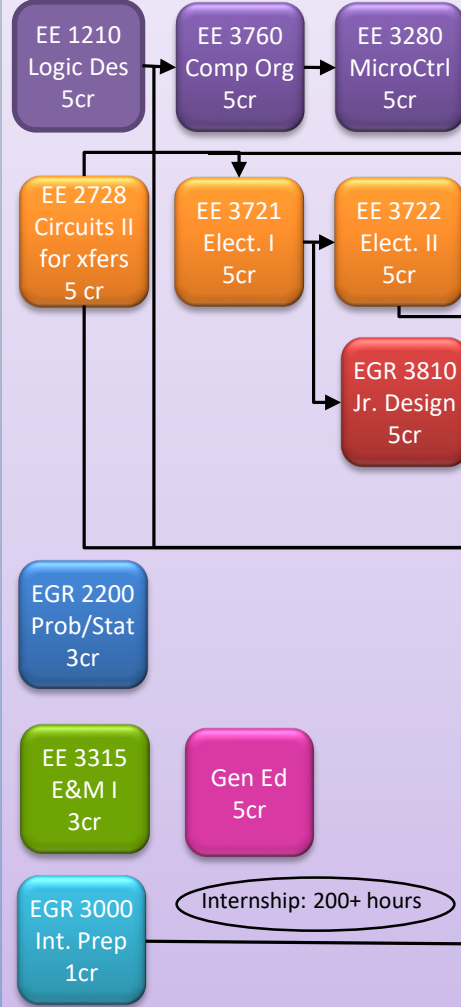 EE 1210
Logic Des
5cr
EE 3760
Comp Org
5cr
EE 3280
MicroCtrl
5cr
EE 2728
Circuits II
for xfers
5 cr
EE 3721
Elect. I
5cr
EE 3722
Elect. II
5cr
EGR 3810
Jr. Design
5cr
EGR 2200
Prob/Stat
3cr
EE 3315
E&M I
3cr
Gen Ed
5cr
EGR 3000
Int. Prep
1cr
Internship: 200+ hours